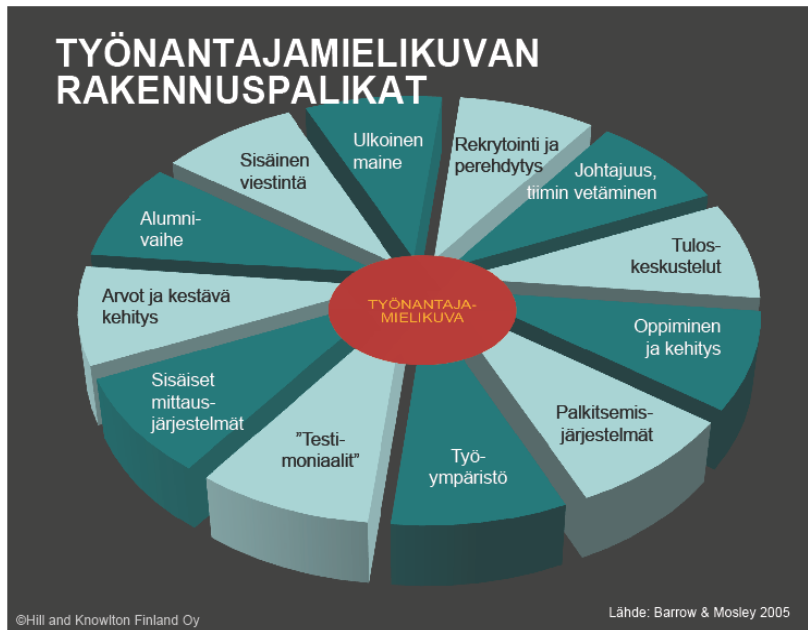 TYÖNANTAJAMIELIKUVAN
RAKENNUSPALIKAT
Ulkoinen
maine
Rekrytointi ja
perehdytys
Johtajuus,
tiimin vetäminen
Tulos-
keskustelut
Oppiminen
ja kehitys
Palkitsemis-
järjestelmät
Työ-
ympäristö
”Testi-
moniaalit”
Sisäiset
mittaus-
järjestelmät
Arvot ja kestävä
kehitys
Alumni-
vaihe
Sisäinen
viestintä
TYÖNANTAJA-
MIELIKUVA
©Hill and Knowlton Finland Oy
Lähde: Barrow & Mosley 2005